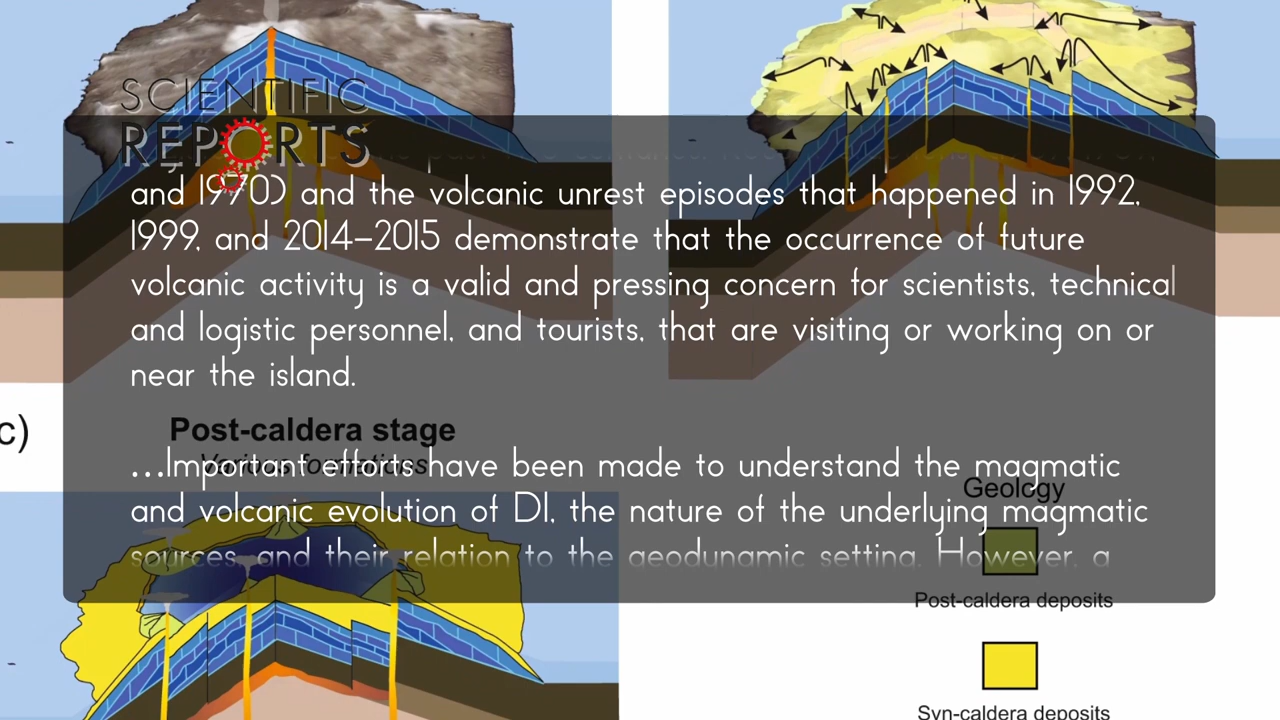 SCIENTIFIC
REPORTS
and 1970) and the volcanic unrest episodes that happened in 1992,
1999, and 2014–2015 demonstrate that the occurrence of future
volcanic activity is a valid and pressing concern for scientists, technical
and logistic personnel, and tourists, that are visiting or working on or
near the island.
c)
Post-caldera stage
Various formations
...Important efforts have been made to understand the magmatic
Geology
and volcanic evolution of DI, the nature of the underlying magmatic
sources, and their relation to the geodynamic setting. However, a
Post-caldera deposits
Syn-caldera deposits